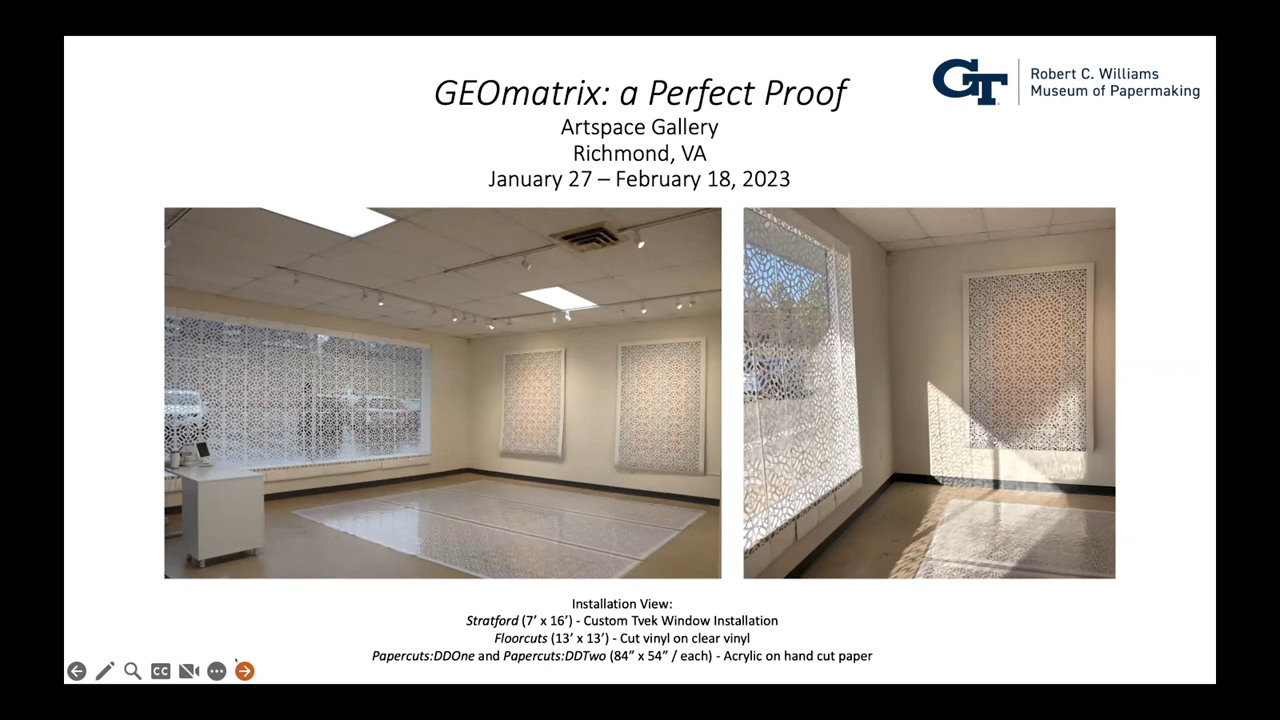 GEOmatrix: a Perfect Proof
Artspace Gallery
Richmond, VA
January 27 – February 18, 2023
GT
Robert C. Williams
Museum of Papermaking
Installation View:
Stratford (7’ x 16’) - Custom Tvek Window Installation
Floorcuts (13’ x 13’) - Cut vinyl on clear vinyl
Papercuts:DDOne and Papercuts:DDTwo (84” x 54” / each) - Acrylic on hand cut paper
CC